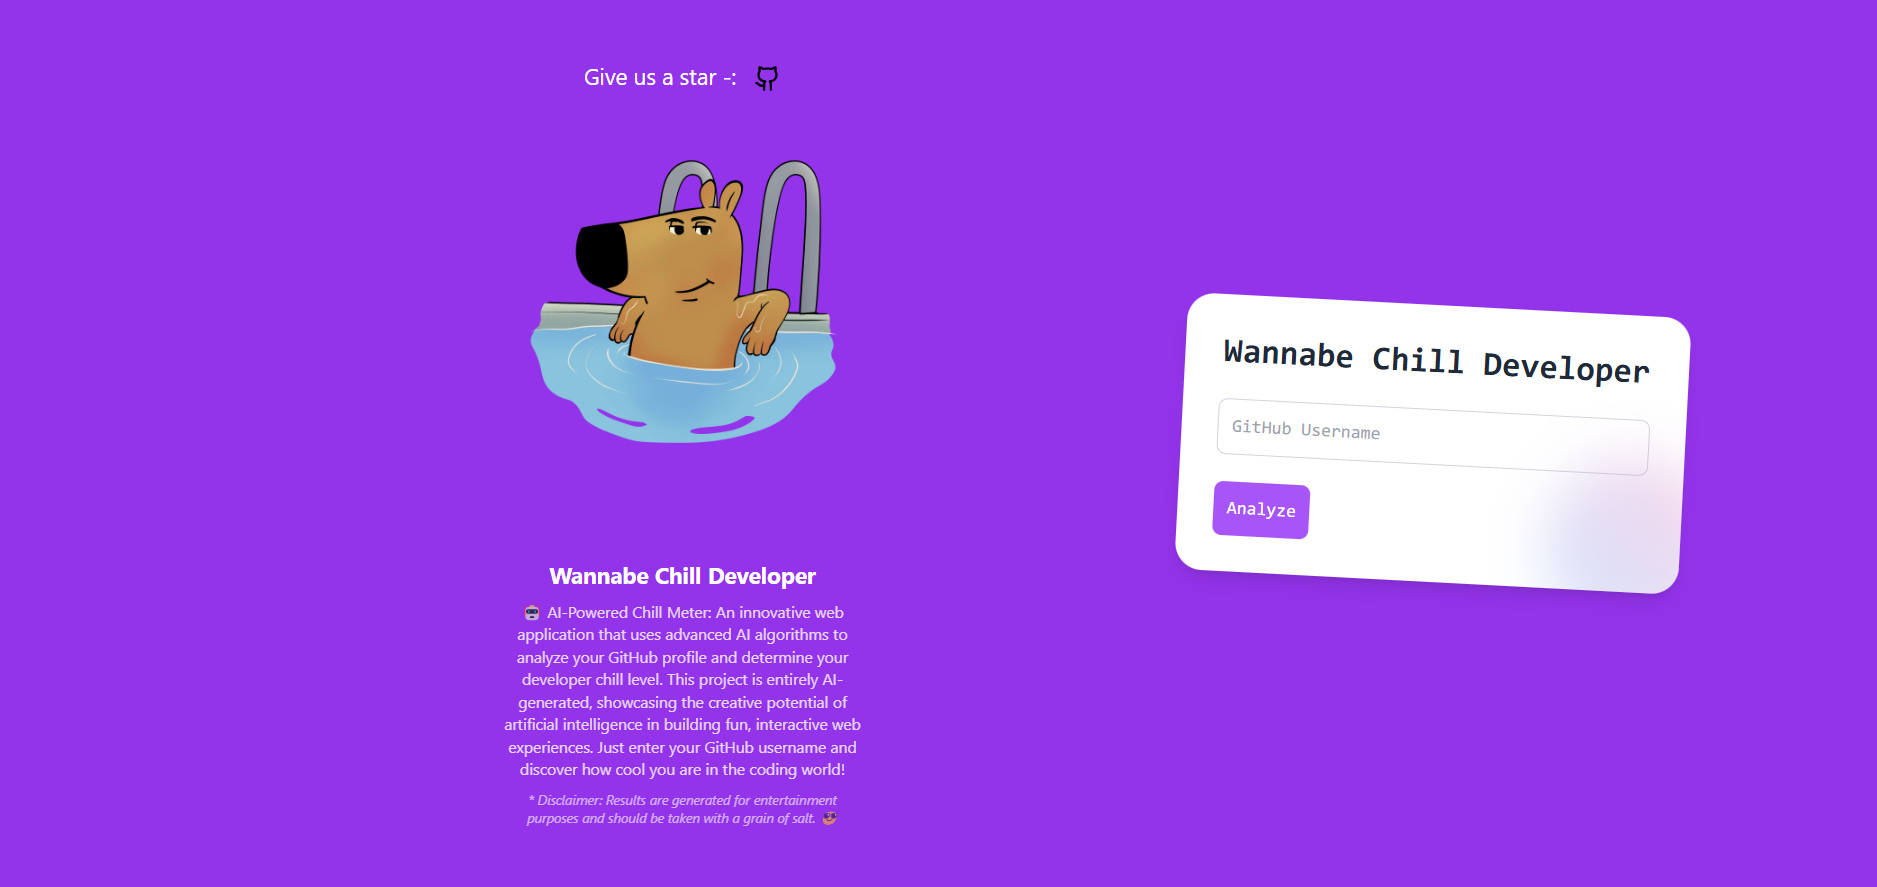 Give us a star -:
Wannabe Chill Developer
🤖 AI-Powered Chill Meter: An innovative web
application that uses advanced AI algorithms to
analyze your GitHub profile and determine your
developer chill level. This project is entirely AI-
generated, showcasing the creative potential of
artificial intelligence in building fun, interactive web
experiences. Just enter your GitHub username and
discover how cool you are in the coding world!
* Disclaimer: Results are generated for entertainment
purposes and should be taken with a grain of salt. 😎
Wannabe Chill Developer
GitHub Username
Analyze